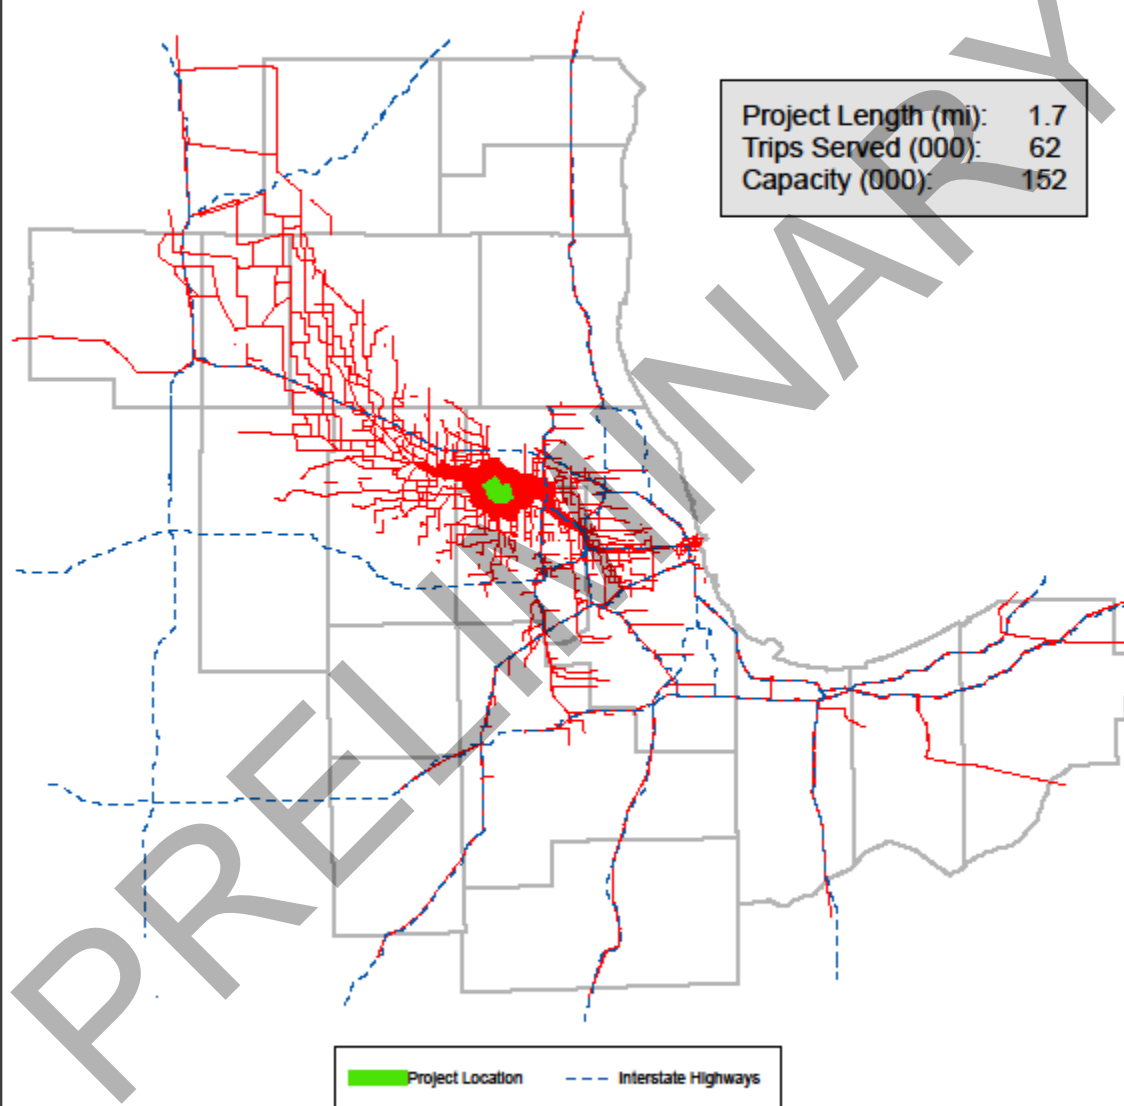 Project Length (mi): 1.7
Trips Served (000): 62
Capacity (000): 152
PRELIMINARY
Project Location Interstate Highways